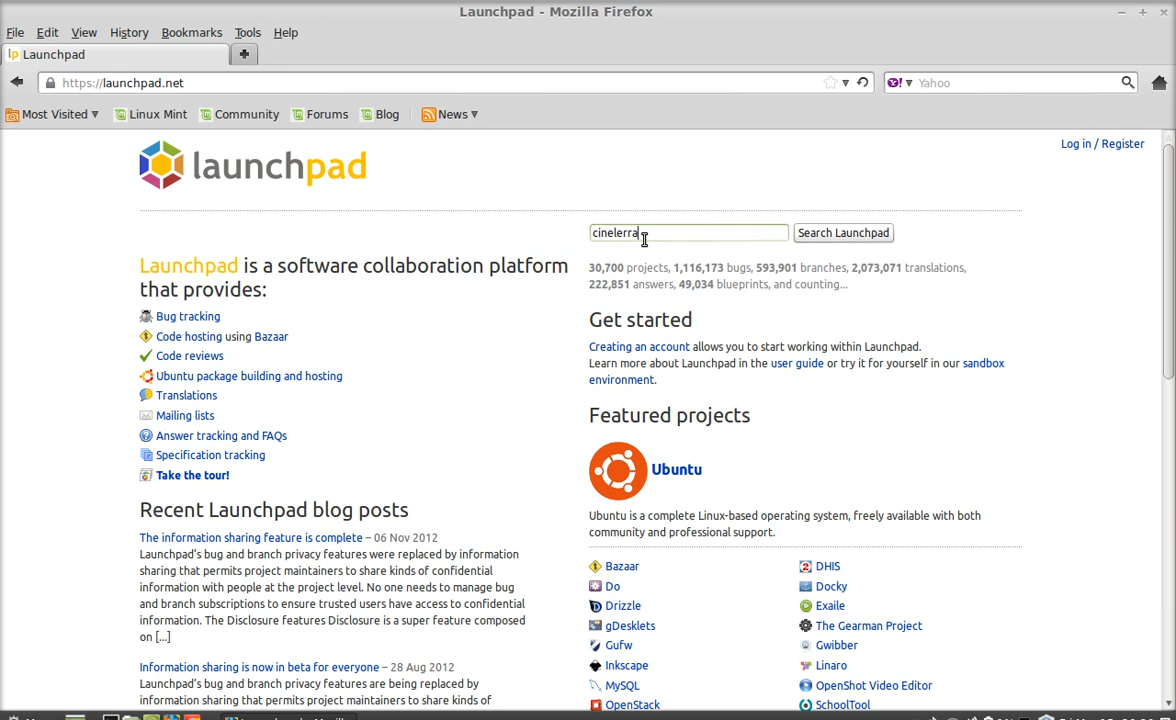 Launchpad - Mozilla Firefox
File Edit View History Bookmarks Tools Help
lp Launchpad
https://launchpad.net
Y! Yahoo
Most Visited Linux Mint Community Forums Blog News
Log in / Register
launchpad
cinelerra Search Launchpad
30,700 projects, 1,116,173 bugs, 593,901 branches, 2,073,071 translations,
222,851 answers, 49,034 blueprints, and counting...
Launchpad is a software collaboration platform
that provides:
Bug tracking
Code hosting using Bazaar
Code reviews
Ubuntu package building and hosting
Translations
Mailing lists
Answer tracking and FAQs
Specification tracking
Take the tour!
Get started
Creating an account allows you to start working within Launchpad.
Learn more about Launchpad in the user guide or try it for yourself in our sandbox
environment.
Featured projects
Ubuntu
Ubuntu is a complete Linux-based operating system, freely available with both
community and professional support.
Bazaar
Do
Drizzle
gDesklets
Gufw
Inkscape
MySQL
OpenStack
DHIS
Docky
Exaile
The Gearman Project
Gwibber
Linaro
OpenShot Video Editor
SchoolTool
Recent Launchpad blog posts
The information sharing feature is complete – 06 Nov 2012
Launchpad's bug and branch privacy features were replaced by information
sharing that permits project maintainers to share kinds of confidential
information with people at the project level. No one needs to manage bug
and branch subscriptions to ensure trusted users have access to confidential
information. The Disclosure features Disclosure is a super feature composed
on [...]
Information sharing is now in beta for everyone – 28 Aug 2012
Launchpad's bug and branch privacy features are being replaced by
information sharing that permits project maintainers to share kinds of